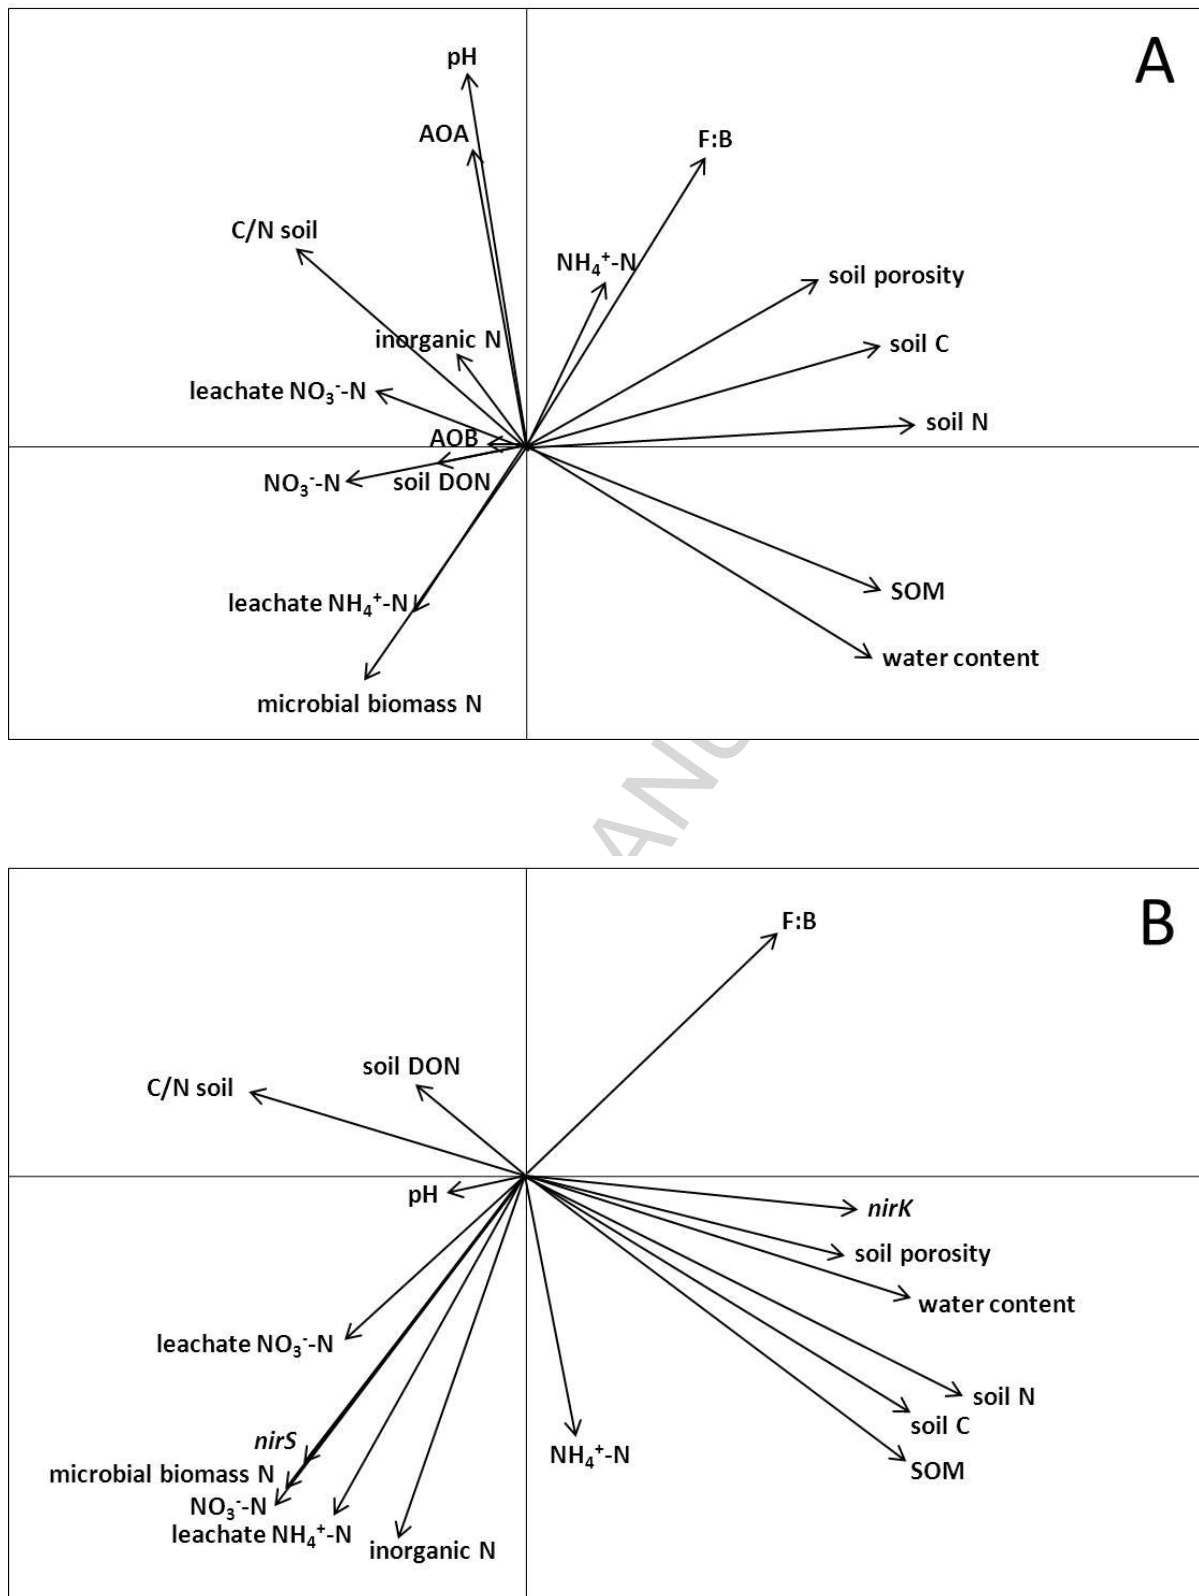 A
pH
AOA
F:B
C/N soil
NH₄⁺-N
soil porosity
inorganic N
soil C
leachate NO₃⁻-N
soil N
AOB
NO₃⁻-N
soil DON
leachate NH₄⁺-N
SOM
water content
microbial biomass N
B
F:B
soil DON
C/N soil
pH
nirK
soil porosity
water content
leachate NO₃⁻-N
soil N
soil C
nirS
NH₄⁺-N
microbial biomass N
SOM
NO₃⁻-N
leachate NH₄⁺-N
inorganic N